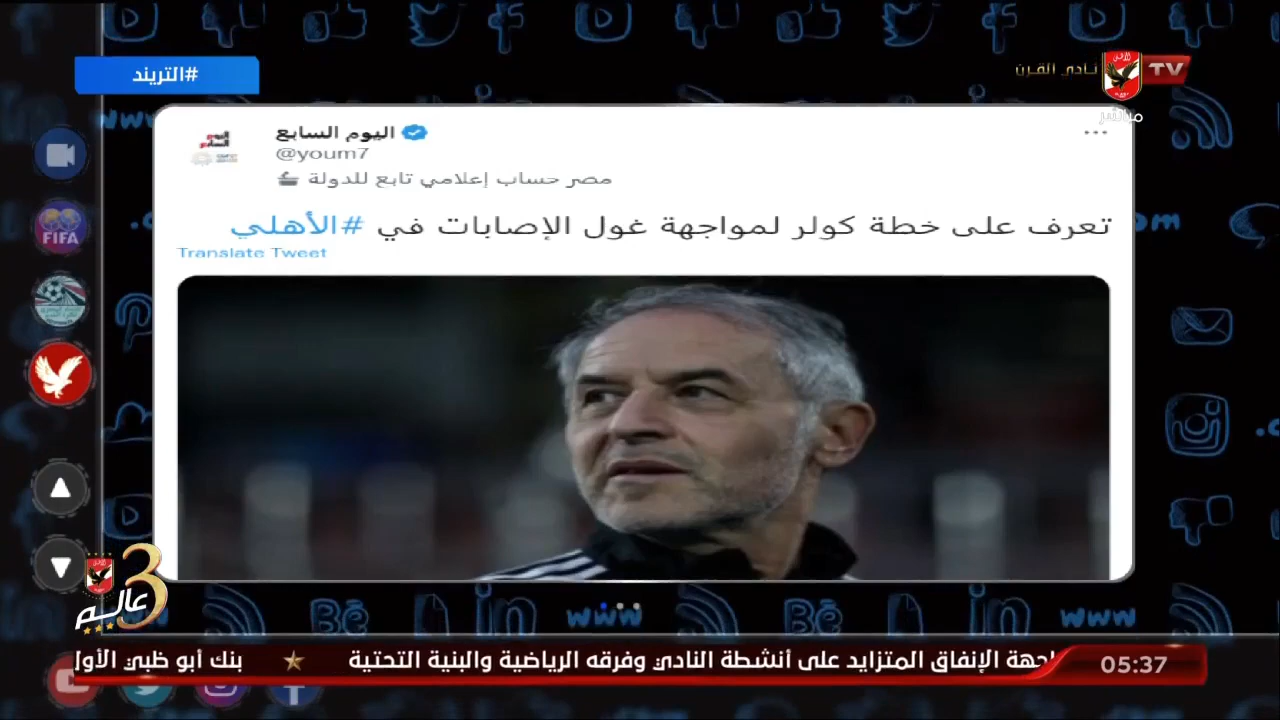 #التريند
نادي القرن
TV
مباشر
اليوم السابع
@youm7
مصر حساب إعلامي تابع للدولة
تعرف على خطة كولر لمواجهة غول الإصابات في #الأهلي
Translate Tweet
FIFA
3
عالم
جهة الإنفاق المتزايد على أنشطة النادي وفرقه الرياضية والبنية التحتية
بنك أبو ظبي الأول
05:37